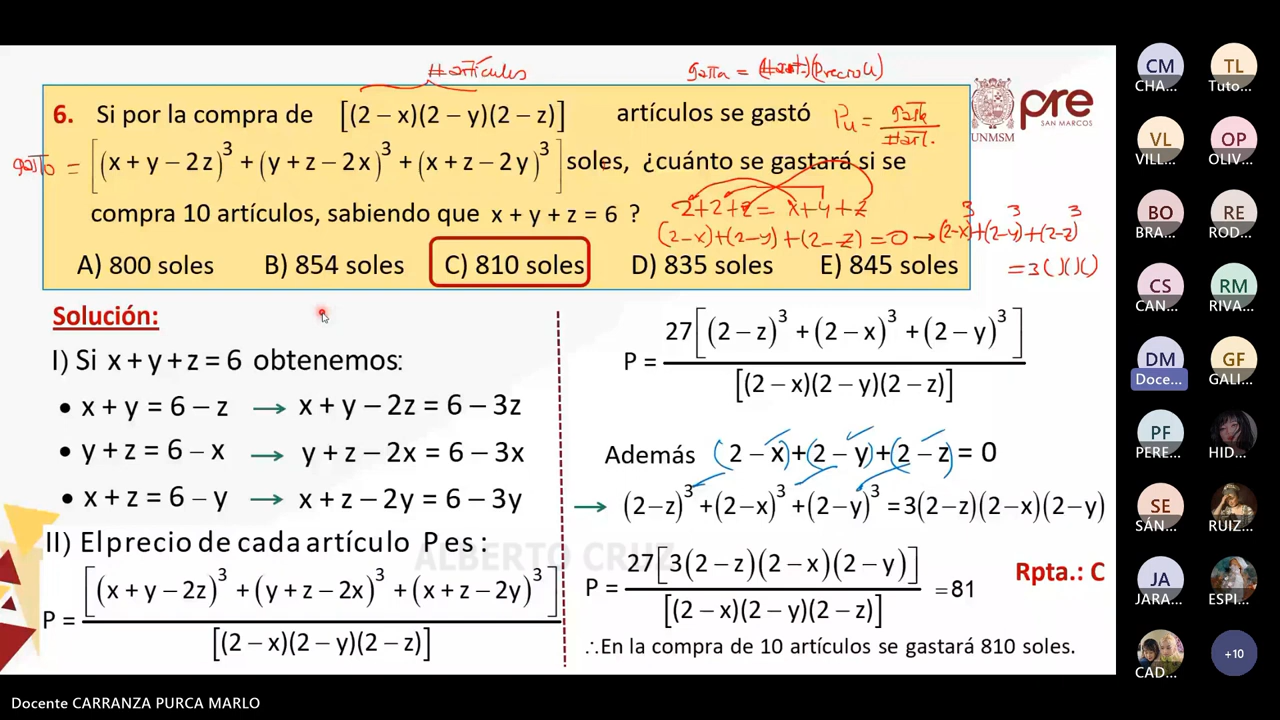 #artículos
gasto = (#art.)(Precio U)
6. Si por la compra de [(2 − x)(2 − y)(2 − z)] artículos se gastó
Pu = gasto / #art.
gasto = [(x + y − 2z)³ + (y + z − 2x)³ + (x + z − 2y)³] soles, ¿cuánto se gastará si se
2+2+2 = x+y+z
compra 10 artículos, sabiendo que x + y + z = 6 ?
(2-x)+(2-y)+(2-z)=0 → (2-x)³+(2-y)³+(2-z)³
=3( )( )( )
A) 800 soles B) 854 soles C) 810 soles D) 835 soles E) 845 soles
UNMSM
pre
SAN MARCOS
Solución:
I) Si x + y + z = 6 obtenemos:
• x + y = 6 − z → x + y − 2z = 6 − 3z
• y + z = 6 − x → y + z − 2x = 6 − 3x
• x + z = 6 − y → x + z − 2y = 6 − 3y
II) El precio de cada artículo P es :
P = [(x + y − 2z)³ + (y + z − 2x)³ + (x + z − 2y)³] / [(2 − x)(2 − y)(2 − z)]
ALBERTO CRUZ
P = 27[(2 − z)³ + (2 − x)³ + (2 − y)³] / [(2 − x)(2 − y)(2 − z)]
Además (2 − x)+(2 − y)+(2 − z) = 0
→ (2−z)³ +(2−x)³ +(2−y)³ =3(2−z)(2−x)(2−y)
P = 27[3(2 − z)(2 − x)(2 − y)] / [(2 − x)(2 − y)(2 − z)] = 81
Rpta.: C
∴En la compra de 10 artículos se gastará 810 soles.
CM
CHA...
TL
Tuto...
VL
VILL...
OP
OLIV...
BO
BRA...
RE
ROD...
CS
CAN...
RM
RIVA...
DM
Doce...
GF
GALI...
PF
PERE...
HID...
SE
SÁN...
RUIZ...
JA
JARA...
ESPI...
CAD...
+10
Docente CARRANZA PURCA MARLO